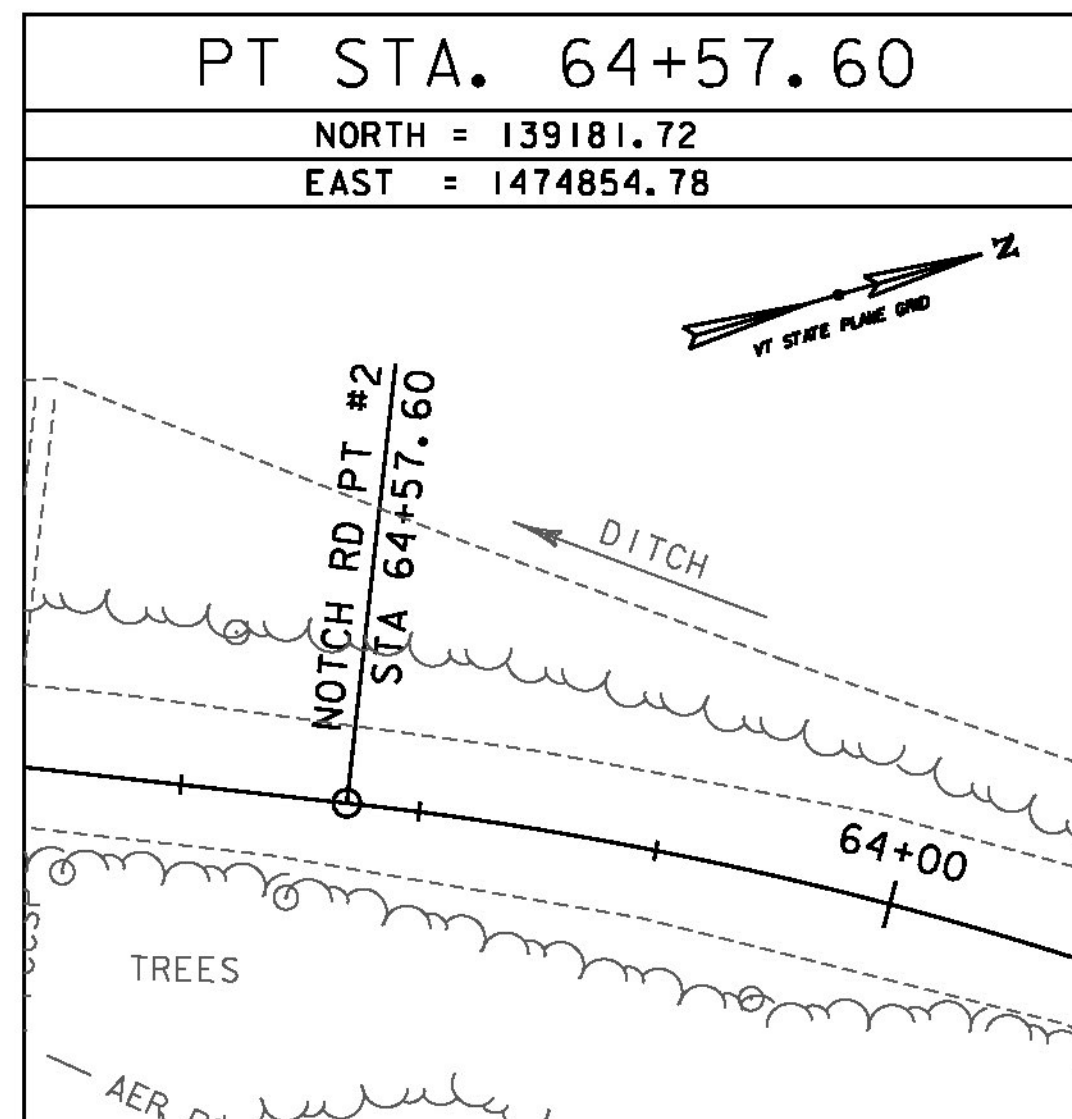 PT STA. 64+57.60
NORTH = 139181.72
EAST = 1474854.78
N
VT STATE PLANE GRID
NOTCH RD PT #2
STA 64+57.60
DITCH
64+00
TREES
AER